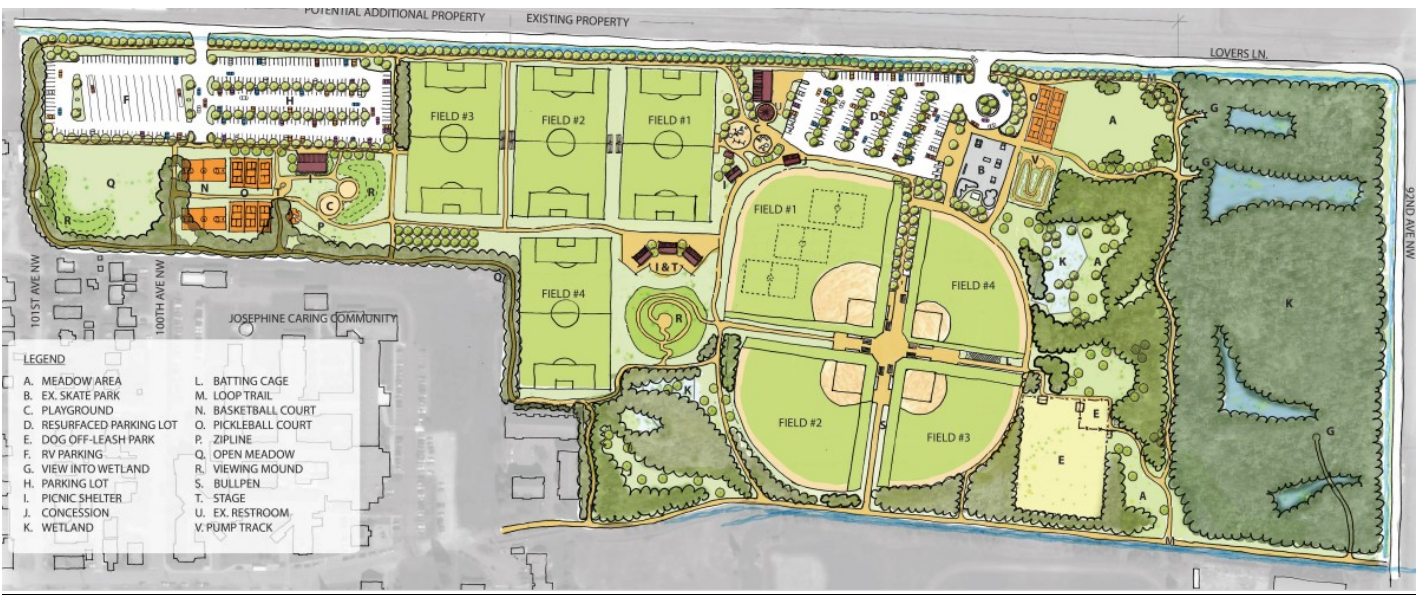 POTENTIAL ADDITIONAL PROPERTY
EXISTING PROPERTY
LOVERS LN.
M
F
H
FIELD #3
FIELD #2
FIELD #1
U
C
D
O
A
G
G
V
B
I
I
Q
N
O
R
C
R
P
FIELD #1
FIELD #4
K
A
K
92ND AVE NW
I & T
FIELD #4
R
101ST AVE NW
100TH AVE NW
JOSEPHINE CARING COMMUNITY
L
K
FIELD #2
FIELD #3
S
E
E
G
A
LEGEND
A. MEADOW AREA
B. EX. SKATE PARK
C. PLAYGROUND
D. RESURFACED PARKING LOT
E. DOG OFF-LEASH PARK
F. RV PARKING
G. VIEW INTO WETLAND
H. PARKING LOT
I. PICNIC SHELTER
J. CONCESSION
K. WETLAND
L. BATTING CAGE
M. LOOP TRAIL
N. BASKETBALL COURT
O. PICKLEBALL COURT
P. ZIPLINE
Q. OPEN MEADOW
R. VIEWING MOUND
S. BULLPEN
T. STAGE
U. EX. RESTROOM
V. PUMP TRACK